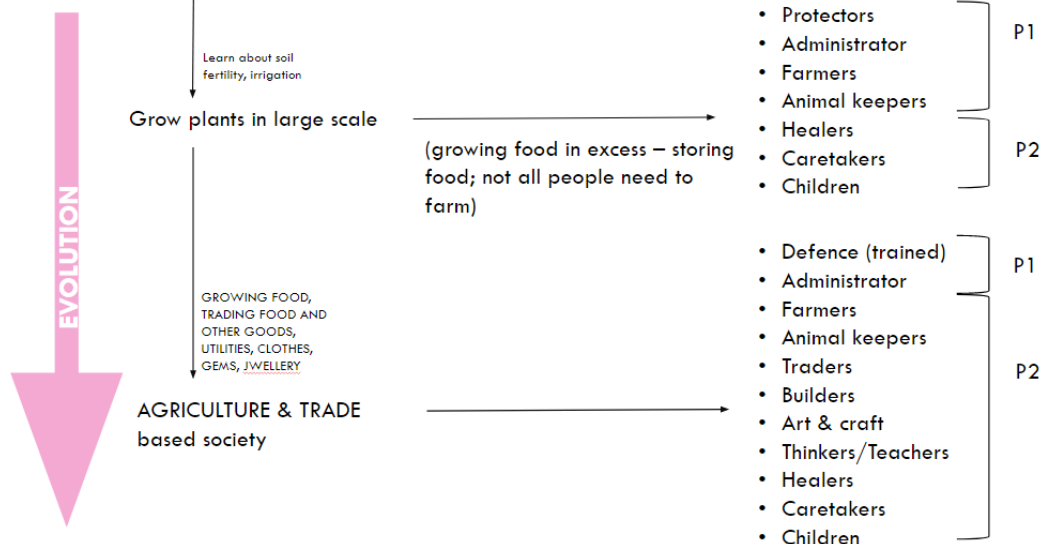 EVOLUTION
Learn about soil
fertility, irrigation
Grow plants in large scale
(growing food in excess – storing
food; not all people need to
farm)
• Protectors
• Administrator
• Farmers
• Animal keepers
• Healers
• Caretakers
• Children
P1
P2
GROWING FOOD,
TRADING FOOD AND
OTHER GOODS,
UTILITIES, CLOTHES,
GEMS, JWELLERY
AGRICULTURE & TRADE
based society
• Defence (trained)
• Administrator
• Farmers
• Animal keepers
• Traders
• Builders
• Art & craft
• Thinkers/Teachers
• Healers
• Caretakers
• Children
P1
P2